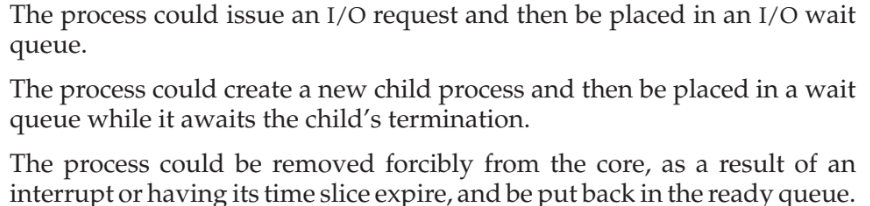 The process could issue an I/O request and then be placed in an I/O wait
queue.
The process could create a new child process and then be placed in a wait
queue while it awaits the child's termination.
The process could be removed forcibly from the core, as a result of an
interrupt or having its time slice expire, and be put back in the ready queue.